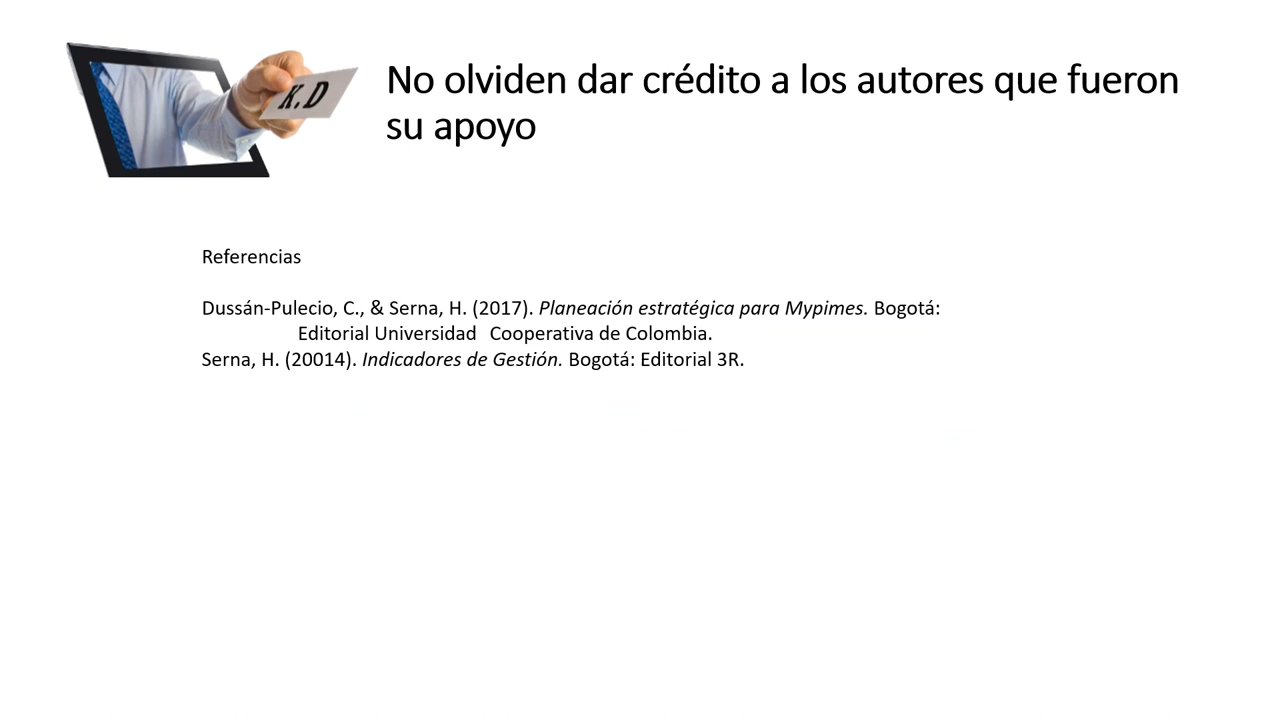 K.D
No olviden dar crédito a los autores que fueron
su apoyo
Referencias
Dussán-Pulecio, C., & Serna, H. (2017). Planeación estratégica para Mypimes. Bogotá:
Editorial Universidad Cooperativa de Colombia.
Serna, H. (20014). Indicadores de Gestión. Bogotá: Editorial 3R.